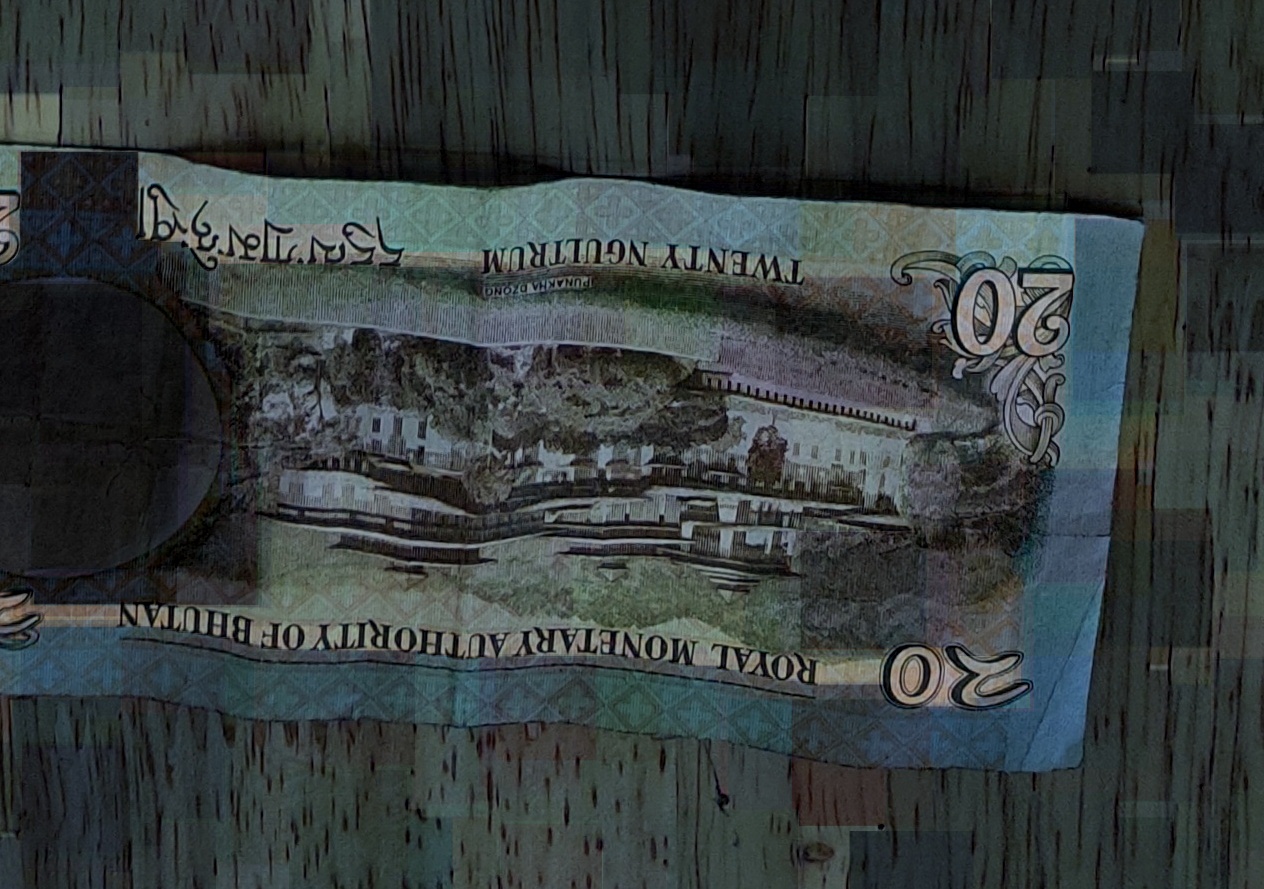 ROYAL MONETARY AUTHORITY OF BHUTAN
20
20
PUNAKHA DZONG
TWENTY NGULTRUM